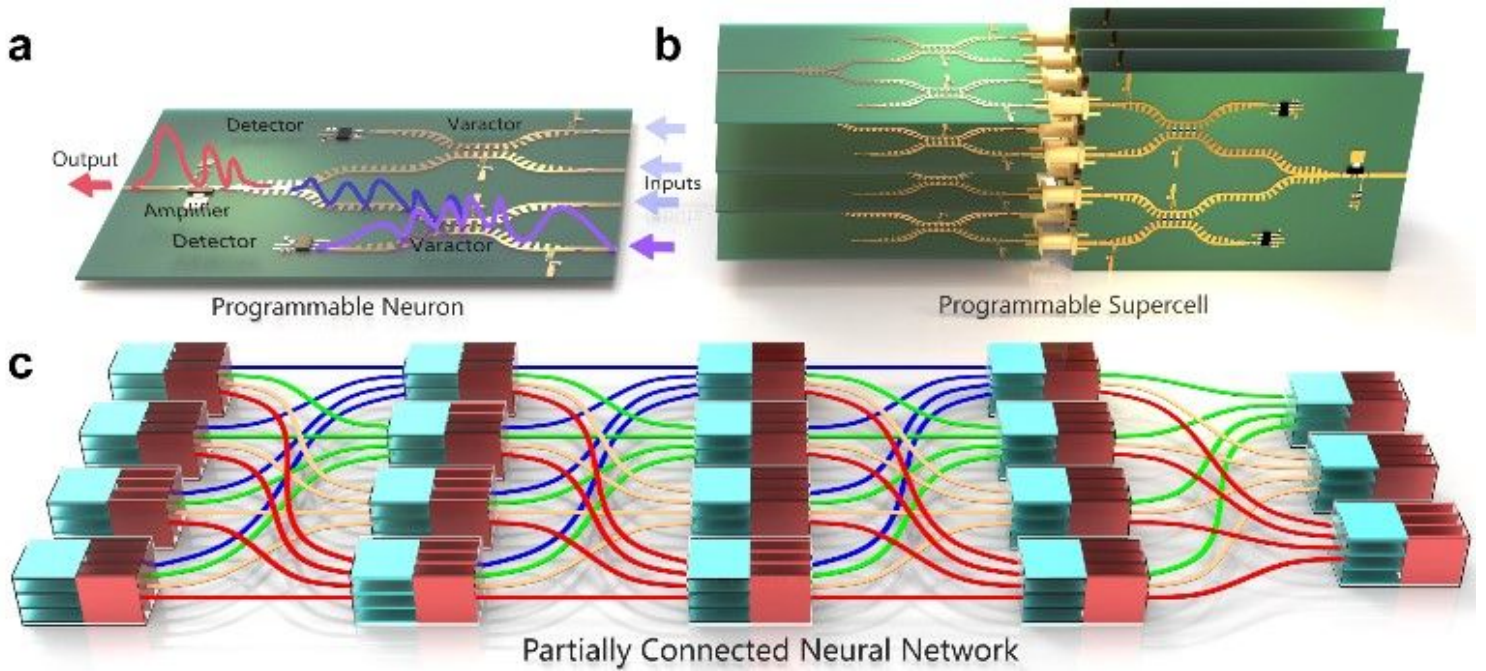 a
Detector
Varactor
Output
Inputs
Amplifier
Detector
Varactor
Programmable Neuron
b
Programmable Supercell
c
Partially Connected Neural Network